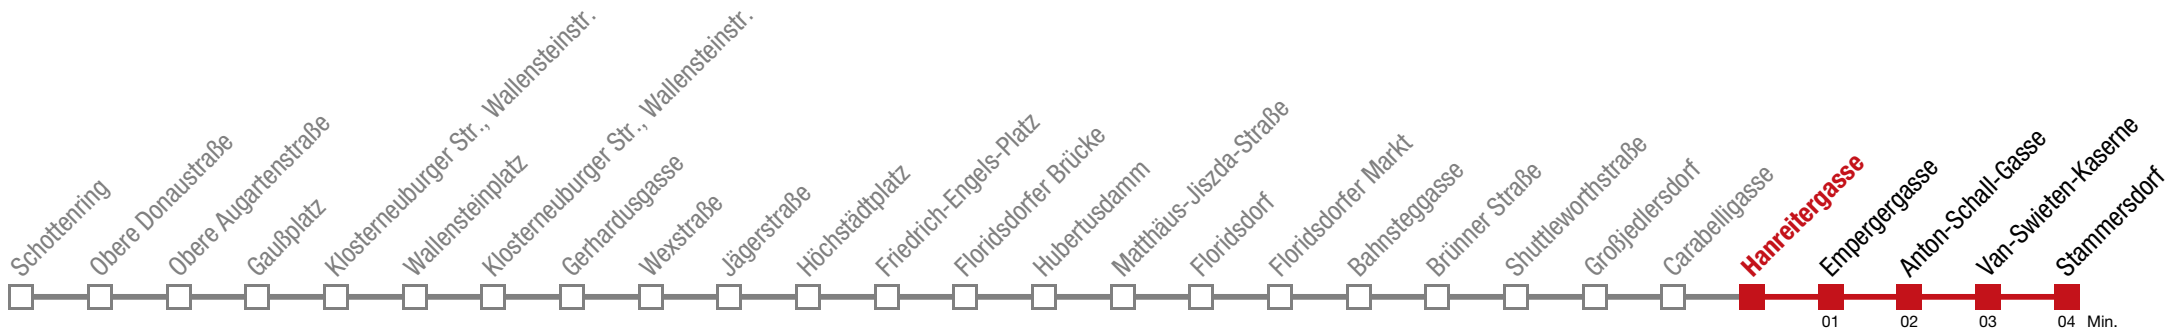 Schottenring
Obere Donaustraße
Obere Augartenstraße
Gaußplatz
Klosterneuburger Str., Wallensteinstr.
Wallensteinplatz
Klosterneuburger Str., Wallensteinstr.
Gerhardusgasse
Wexstraße
Jägerstraße
Höchstädtplatz
Friedrich-Engels-Platz
Floridsdorfer Brücke
Hubertusdamm
Matthäus-Jiszda-Straße
Floridsdorf
Floridsdorfer Markt
Bahnsteggasse
Brünner Straße
Shuttleworthstraße
Großjedlersdorf
Carabelligasse
Hanreitergasse
Empergergasse
Anton-Schall-Gasse
Van-Swieten-Kaserne
Stammersdorf
01 02 03 04 Min.